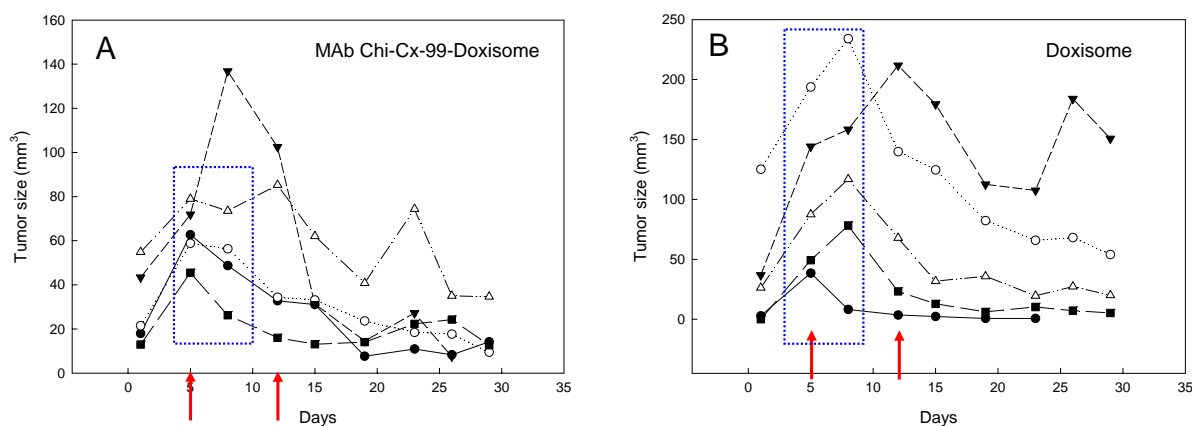 A
MAb Chi-Cx-99-Doxisome
Tumor size (mm³)
160
140
120
100
80
60
40
20
0
0 5 10 15 20 25 30 35
Days
B
Doxisome
Tumor size (mm³)
250
200
150
100
50
0
0 5 10 15 20 25 30 35
Days